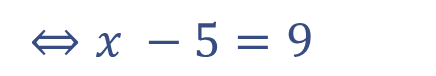 ⇔ x − 5 = 9